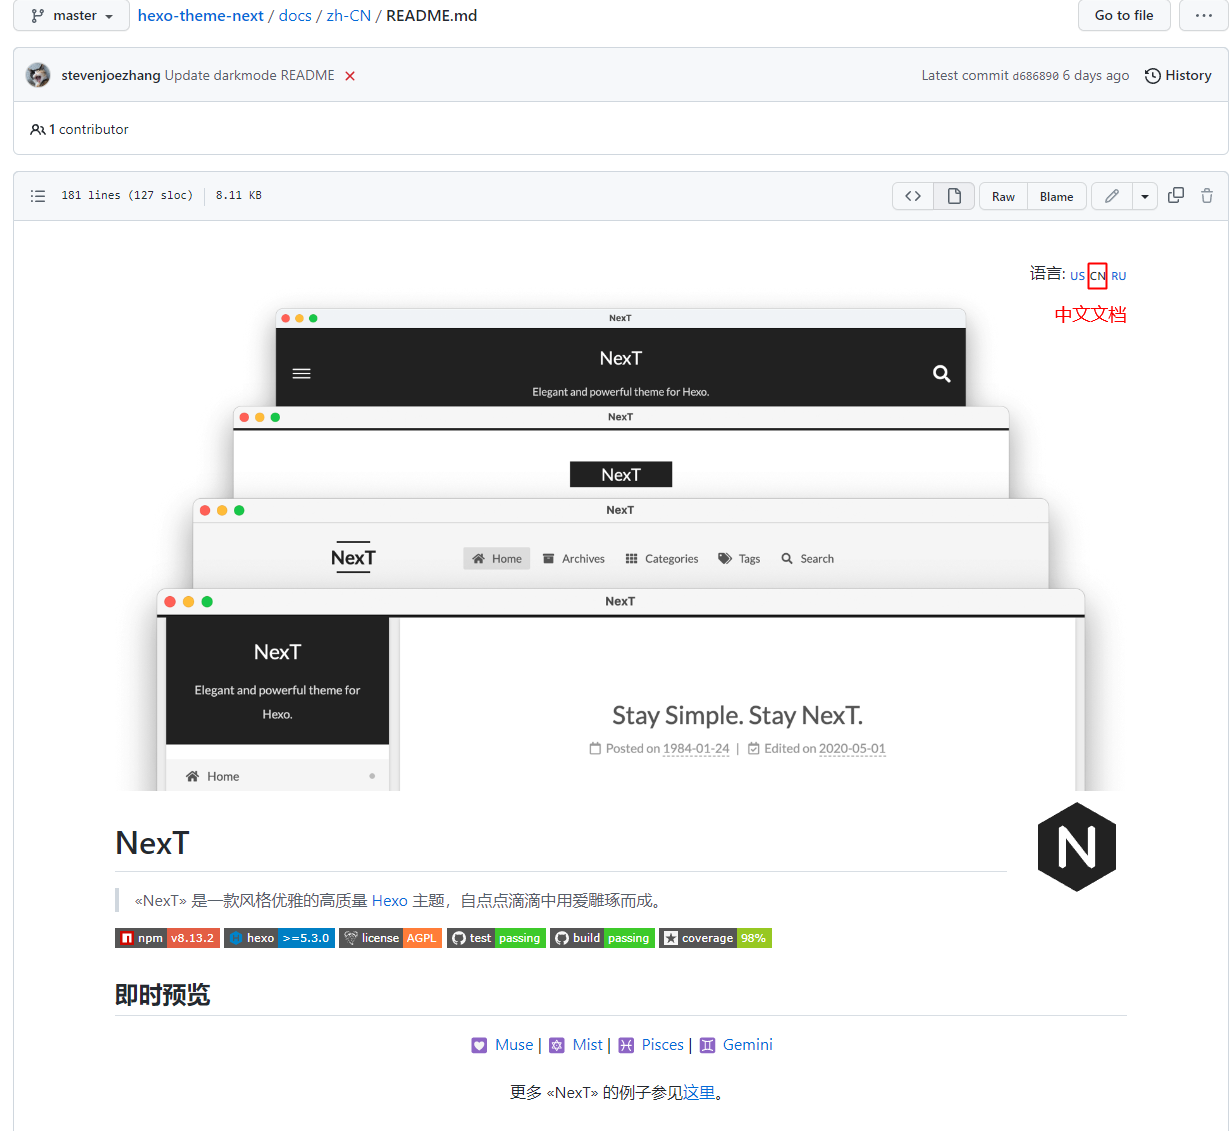 master hexo-theme-next / docs / zh-CN / README.md Go to file ...
stevenjoezhang Update darkmode README Latest commit d686890 6 days ago History
1 contributor
181 lines (127 sloc) 8.11 KB Raw Blame
语言: US CN RU
中文文档
NexT
NexT
Elegant and powerful theme for Hexo.
NexT
NexT
NexT
NexT Home Archives Categories Tags Search
NexT
NexT
Elegant and powerful theme for
Hexo.
Stay Simple. Stay NexT.
Posted on 1984-01-24 | Edited on 2020-05-01
Home
NexT
N
«NexT» 是一款风格优雅的高质量 Hexo 主题，自点点滴滴中用爱雕琢而成。
npm v8.13.2 hexo >=5.3.0 license AGPL test passing build passing coverage 98%
即时预览
Muse | Mist | Pisces | Gemini
更多 «NexT» 的例子参见这里。